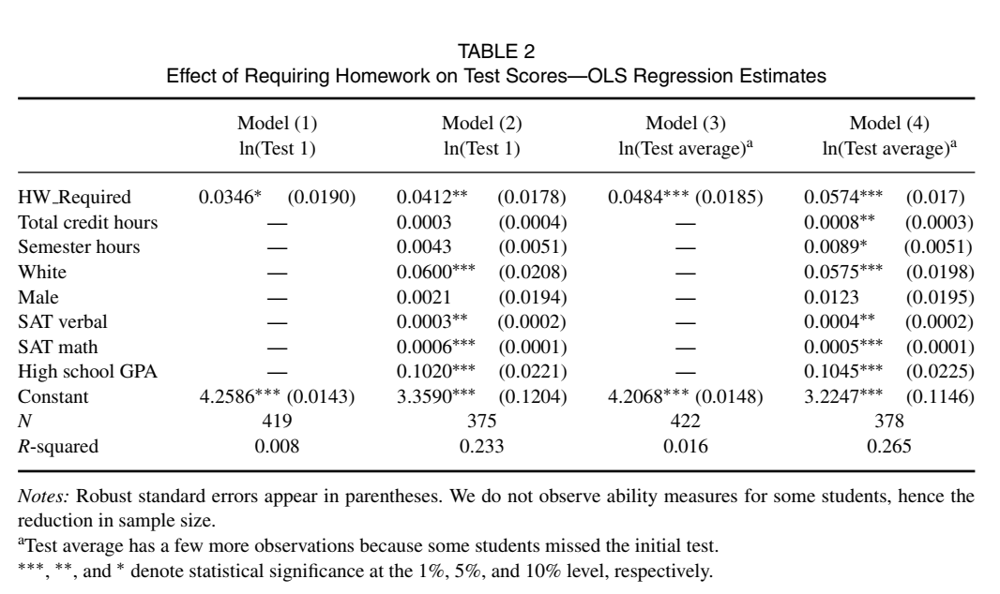 TABLE 2
Effect of Requiring Homework on Test Scores—OLS Regression Estimates
Model (1) Model (2) Model (3) Model (4)
ln(Test 1) ln(Test 1) ln(Test average)a ln(Test average)a
HW_Required 0.0346* (0.0190) 0.0412** (0.0178) 0.0484*** (0.0185) 0.0574*** (0.017)
Total credit hours — 0.0003 (0.0004) — 0.0008** (0.0003)
Semester hours — 0.0043 (0.0051) — 0.0089* (0.0051)
White — 0.0600*** (0.0208) — 0.0575*** (0.0198)
Male — 0.0021 (0.0194) — 0.0123 (0.0195)
SAT verbal — 0.0003** (0.0002) — 0.0004** (0.0002)
SAT math — 0.0006*** (0.0001) — 0.0005*** (0.0001)
High school GPA — 0.1020*** (0.0221) — 0.1045*** (0.0225)
Constant 4.2586*** (0.0143) 3.3590*** (0.1204) 4.2068*** (0.0148) 3.2247*** (0.1146)
N 419 375 422 378
R-squared 0.008 0.233 0.016 0.265
Notes: Robust standard errors appear in parentheses. We do not observe ability measures for some students, hence the
reduction in sample size.
aTest average has a few more observations because some students missed the initial test.
***, **, and * denote statistical significance at the 1%, 5%, and 10% level, respectively.